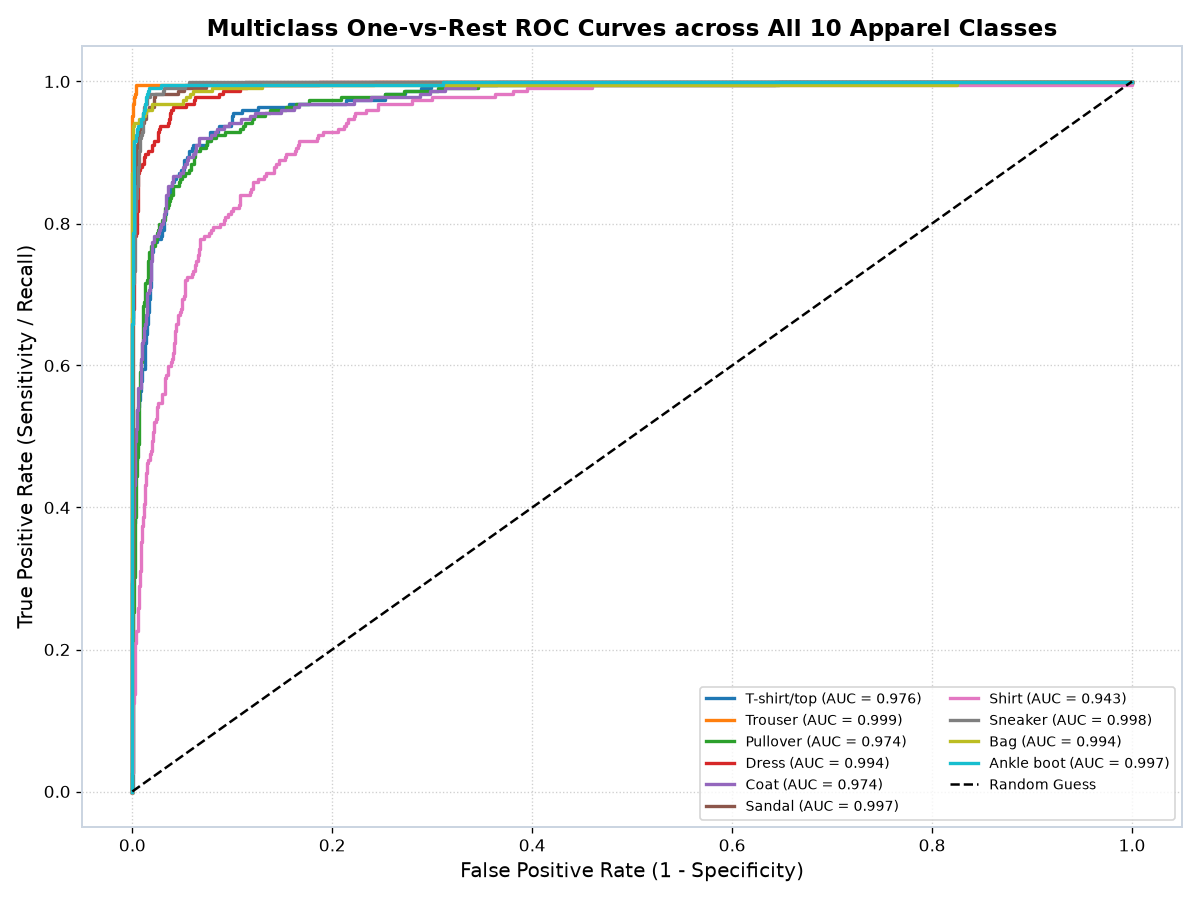 Multiclass One-vs-Rest ROC Curves across All 10 Apparel Classes
True Positive Rate (Sensitivity / Recall)
1.0
0.8
0.6
0.4
0.2
0.0
0.0 0.2 0.4 0.6 0.8 1.0
False Positive Rate (1 - Specificity)
T-shirt/top (AUC = 0.976)
Trouser (AUC = 0.999)
Pullover (AUC = 0.974)
Dress (AUC = 0.994)
Coat (AUC = 0.974)
Sandal (AUC = 0.997)
Shirt (AUC = 0.943)
Sneaker (AUC = 0.998)
Bag (AUC = 0.994)
Ankle boot (AUC = 0.997)
Random Guess